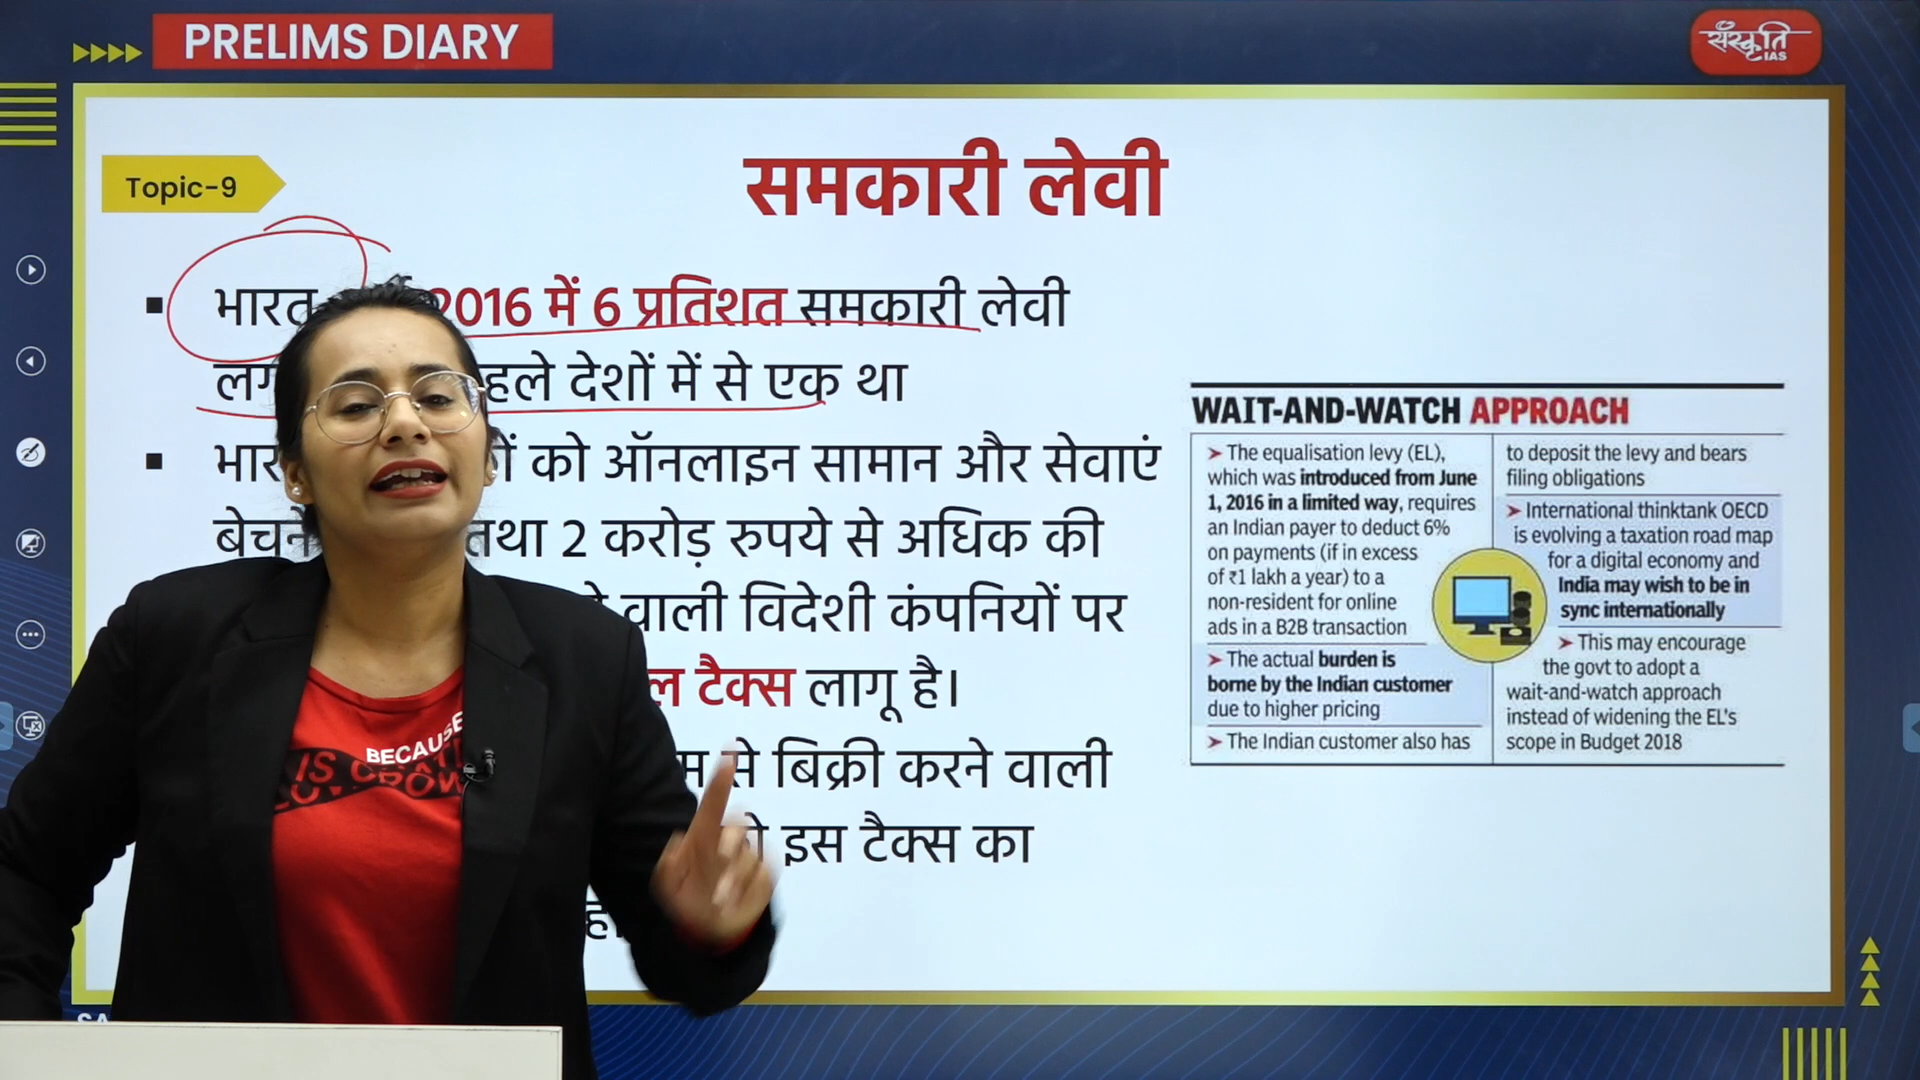 PRELIMS DIARY
संस्कृति
IAS
Topic-9
समकारी लेवी
भारत 2016 में 6 प्रतिशत समकारी लेवी
देशों में से एक था
को ऑनलाइन सामान और सेवाएं
तथा 2 करोड़ रुपये से अधिक की
वाली विदेशी कंपनियों पर
टैक्स लागू है।
से बिक्री करने वाली
इस टैक्स का
WAIT-AND-WATCH APPROACH
➤ The equalisation levy (EL),
which was introduced from June
1, 2016 in a limited way, requires
an Indian payer to deduct 6%
on payments (if in excess
of ₹1 lakh a year) to a
non-resident for online
ads in a B2B transaction
➤ The actual burden is
borne by the Indian customer
due to higher pricing
➤ The Indian customer also has
to deposit the levy and bears
filing obligations
➤ International thinktank OECD
is evolving a taxation road map
for a digital economy and
India may wish to be in
sync internationally
➤ This may encourage
the govt to adopt a
wait-and-watch approach
instead of widening the EL's
scope in Budget 2018
BECAUSE
IS